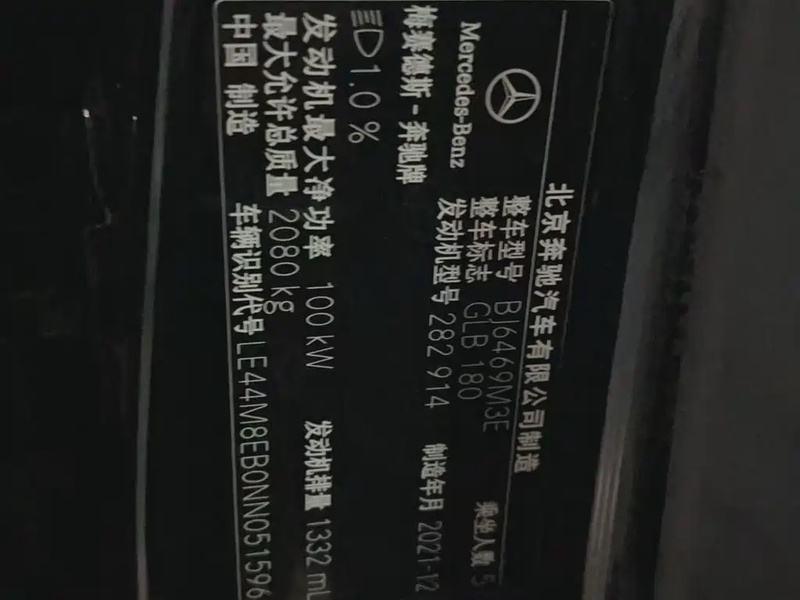 北京奔驰汽车有限公司制造
Mercedes-Benz
梅赛德斯-奔驰牌
整车型号 BJ6469M3E 乘坐人数 5
整车标志 GLB 180
发动机型号 282 914 制造年月 2021-12
1.0 %
发动机最大净功率 100 kW 发动机排量 1332 mL
最大允许总质量 2080 kg
中国 制造 车辆识别代号 LE44M8EB0NN051596